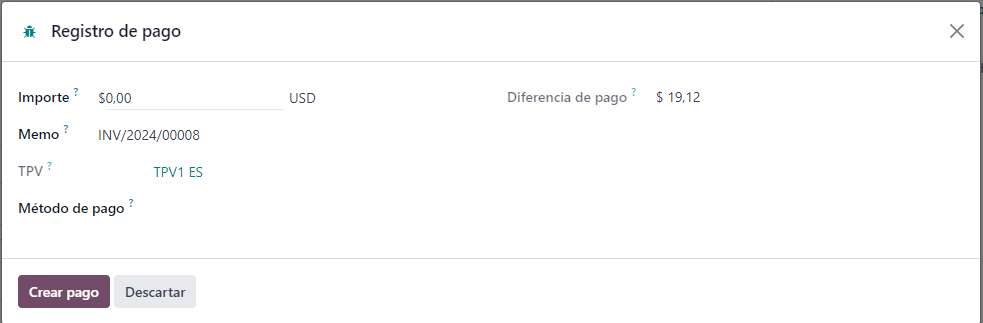 Registro de pago
Importe ? $0,00 USD Diferencia de pago ? $ 19,12
Memo ? INV/2024/00008
TPV ? TPV1 ES
Método de pago ?
Crear pago Descartar